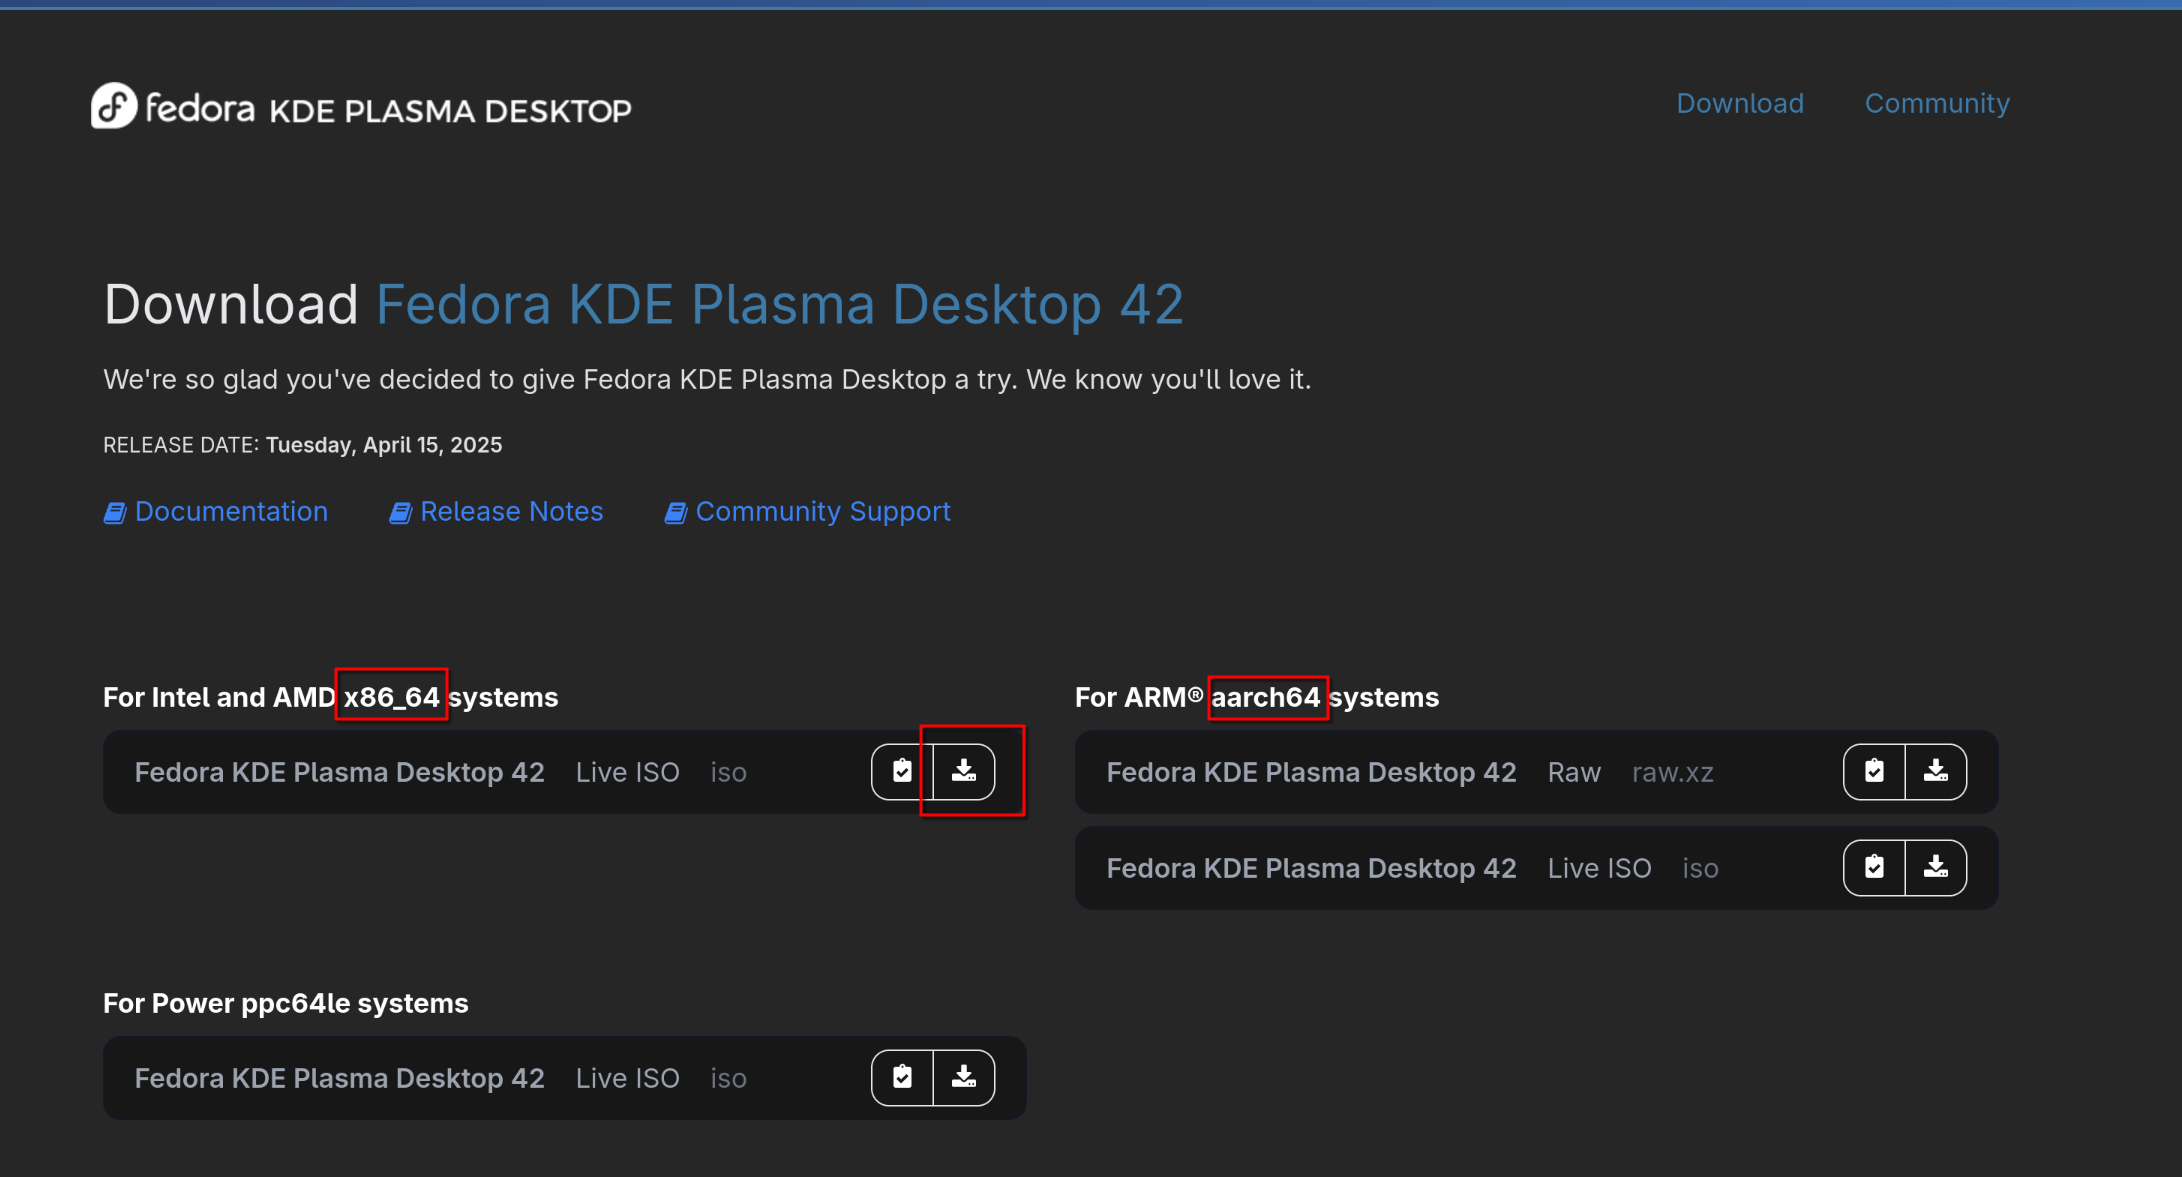 fedora KDE PLASMA DESKTOP
Download Community
Download Fedora KDE Plasma Desktop 42
We're so glad you've decided to give Fedora KDE Plasma Desktop a try. We know you'll love it.
RELEASE DATE: Tuesday, April 15, 2025
Documentation Release Notes Community Support
For Intel and AMD x86_64 systems
Fedora KDE Plasma Desktop 42 Live ISO iso
For ARM® aarch64 systems
Fedora KDE Plasma Desktop 42 Raw raw.xz
Fedora KDE Plasma Desktop 42 Live ISO iso
For Power ppc64le systems
Fedora KDE Plasma Desktop 42 Live ISO iso